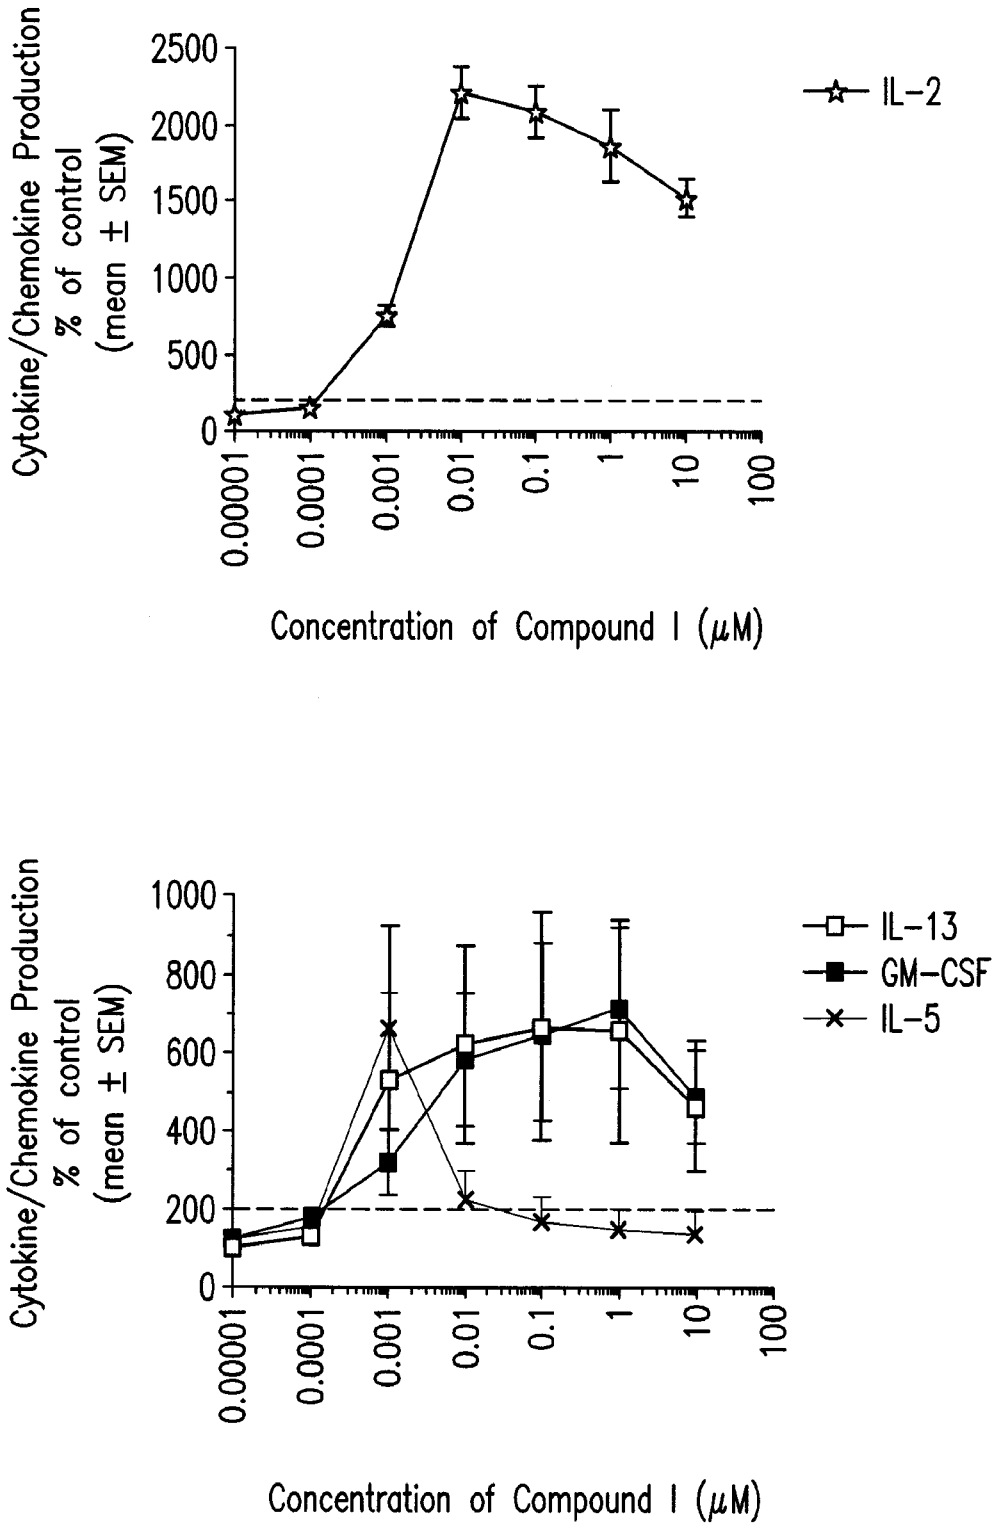 Cytokine/Chemokine Production
% of control
(mean ± SEM)
2500
2000
1500
1000
500
0
0.00001
0.0001
0.001
0.01
0.1
1
10
100
Concentration of Compound I (μM)
IL-2
Cytokine/Chemokine Production
% of control
(mean ± SEM)
1000
800
600
400
200
0
0.00001
0.0001
0.001
0.01
0.1
1
10
100
Concentration of Compound I (μM)
IL-13
GM-CSF
IL-5